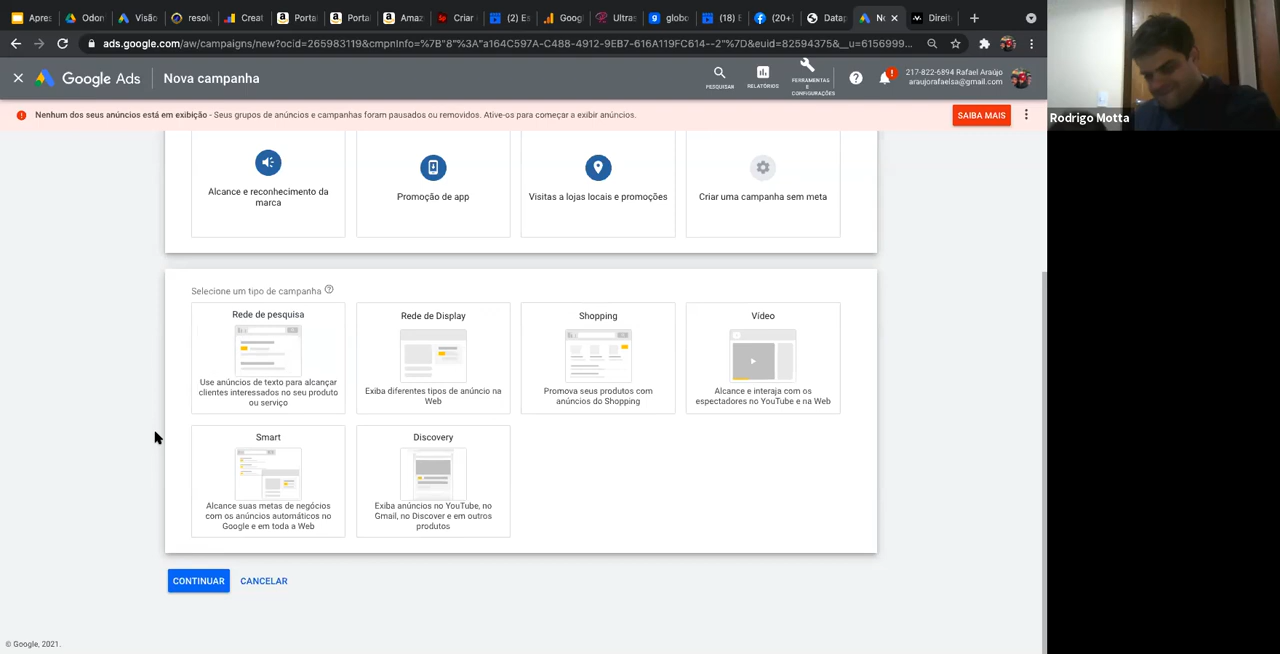 Apres
Odon
Visão
resolu
Creat
Portal
Portal
Amaz
Criar
(2) Es
Goog
Ultras
globo
(18) E
(20+)
Datap
No
Direit
ads.google.com/aw/campaigns/new?ocid=265983119&cmpnInfo=%7B"8"%3A"a164C597A-C488-4912-9EB7-616A119FC614--2"%7D&euid=82594375&__u=6156999...
Google Ads
Nova campanha
PESQUISAR
RELATÓRIOS
FERRAMENTAS
E
CONFIGURAÇÕES
217-822-6894 Rafael Araújo
araujorafaelsa@gmail.com
Nenhum dos seus anúncios está em exibição - Seus grupos de anúncios e campanhas foram pausados ou removidos. Ative-os para começar a exibir anúncios.
SAIBA MAIS
Rodrigo Motta
Alcance e reconhecimento da
marca
Promoção de app
Visitas a lojas locais e promoções
Criar uma campanha sem meta
Selecione um tipo de campanha
Rede de pesquisa
Use anúncios de texto para alcançar
clientes interessados no seu produto
ou serviço
Rede de Display
Exiba diferentes tipos de anúncio na
Web
Shopping
Promova seus produtos com
anúncios do Shopping
Vídeo
Alcance e interaja com os
espectadores no YouTube e na Web
Smart
Alcance suas metas de negócios
com os anúncios automáticos no
Google e em toda a Web
Discovery
Exiba anúncios no YouTube, no
Gmail, no Discover e em outros
produtos
CONTINUAR
CANCELAR
© Google, 2021.